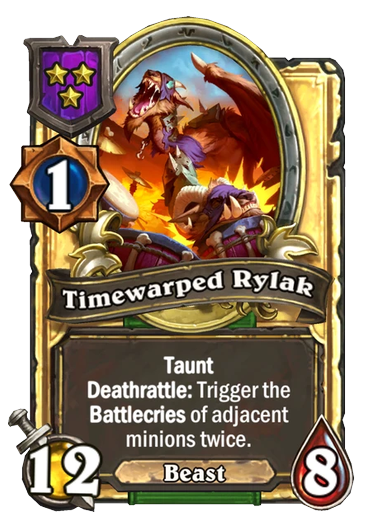 1
Timewarped Rylak
Taunt
Deathrattle: Trigger the
Battlecries of adjacent
minions twice.
12
Beast
8